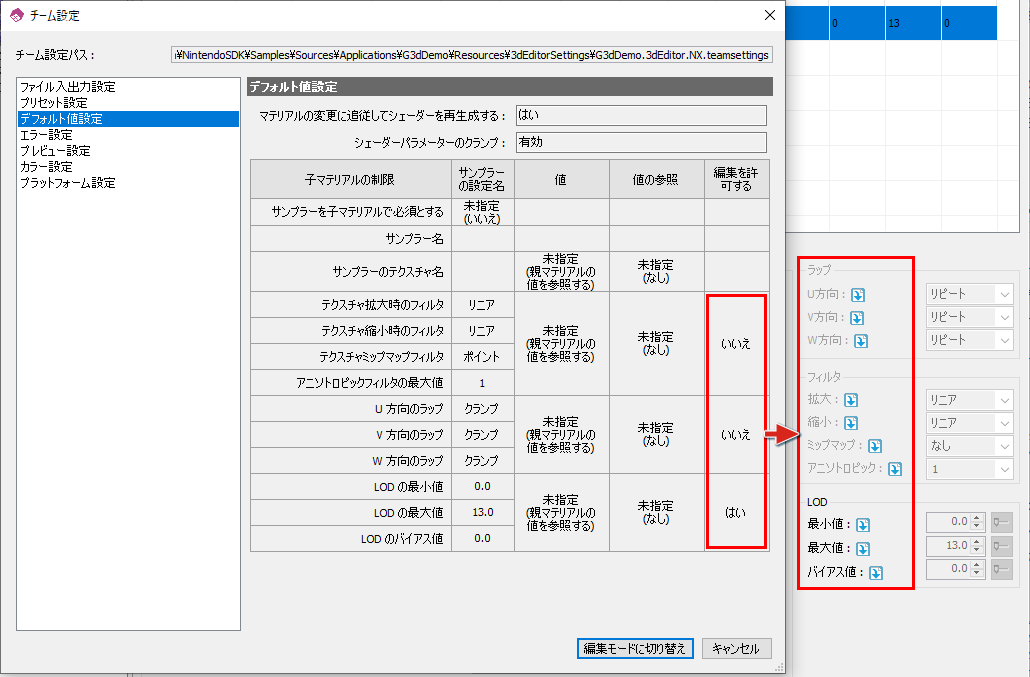 チーム設定
チーム設定パス :
i¥NintendoSDK¥Samples¥Sources¥Applications¥G3dDemo¥Resources¥3dEditorSettings¥G3dDemo.3dEditor.NX.teamsettings
ファイル入出力設定
プリセット設定
デフォルト値設定
エラー設定
プレビュー設定
カラー設定
プラットフォーム設定
デフォルト値設定
マテリアルの変更に追従してシェーダーを再生成する : はい
シェーダーパラメーターのクランプ : 有効
子マテリアルの制限
サンプラー
の設定名
値
値の参照
編集を許
可する
サンプラーを子マテリアルで必須とする
未指定
(いいえ)
サンプラー名
サンプラーのテクスチャ名
未指定
(親マテリアルの
値を参照する)
未指定
(なし)
テクスチャ拡大時のフィルタ リニア
テクスチャ縮小時のフィルタ リニア
テクスチャミップマップフィルタ ポイント
アニソトロピックフィルタの最大値 1
未指定
(親マテリアルの
値を参照する)
未指定
(なし)
いいえ
U 方向のラップ クランプ
V 方向のラップ クランプ
W 方向のラップ クランプ
未指定
(親マテリアルの
値を参照する)
未指定
(なし)
いいえ
LOD の最小値 0.0
LOD の最大値 13.0
LOD のバイアス値 0.0
未指定
(親マテリアルの
値を参照する)
未指定
(なし)
はい
編集モードに切り替え
キャンセル
0 13 0
ラップ
U方向 : リピート
V方向 : リピート
W方向 : リピート
フィルタ
拡大 : リニア
縮小 : リニア
ミップマップ : なし
アニソトロピック : 1
LOD
最小値 : 0.0
最大値 : 13.0
バイアス値 : 0.0